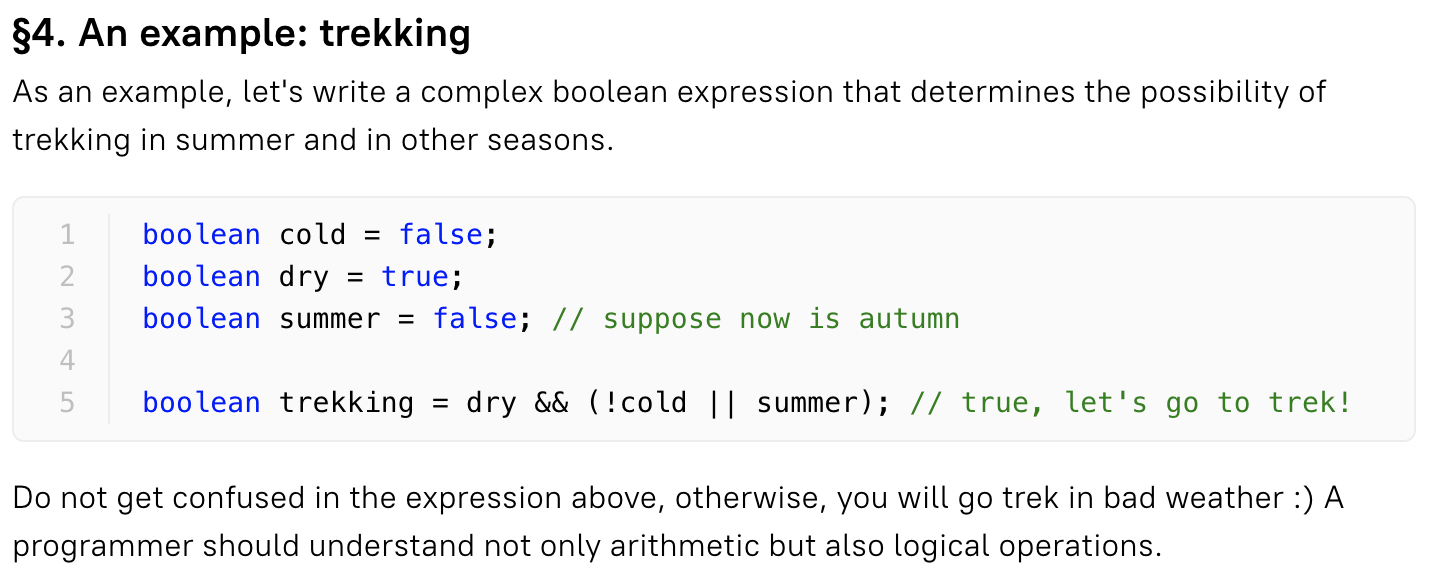 §4. An example: trekking
As an example, let's write a complex boolean expression that determines the possibility of
trekking in summer and in other seasons.
1 boolean cold = false;
2 boolean dry = true;
3 boolean summer = false; // suppose now is autumn
4
5 boolean trekking = dry && (!cold || summer); // true, let's go to trek!
Do not get confused in the expression above, otherwise, you will go trek in bad weather :) A
programmer should understand not only arithmetic but also logical operations.